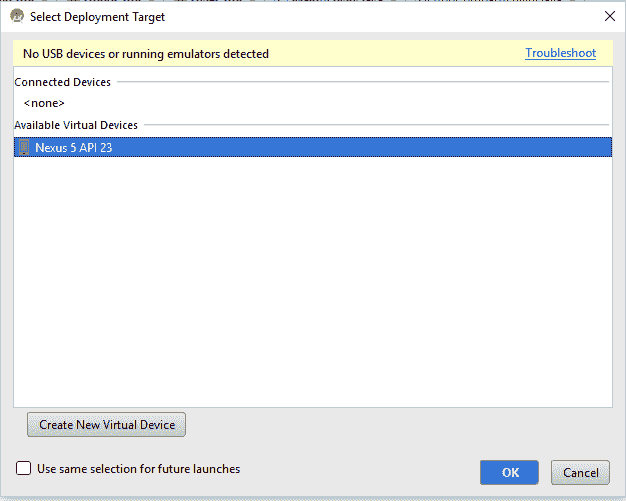 Select Deployment Target
No USB devices or running emulators detected Troubleshoot
Connected Devices
<none>
Available Virtual Devices
Nexus 5 API 23
Create New Virtual Device
Use same selection for future launches
OK Cancel